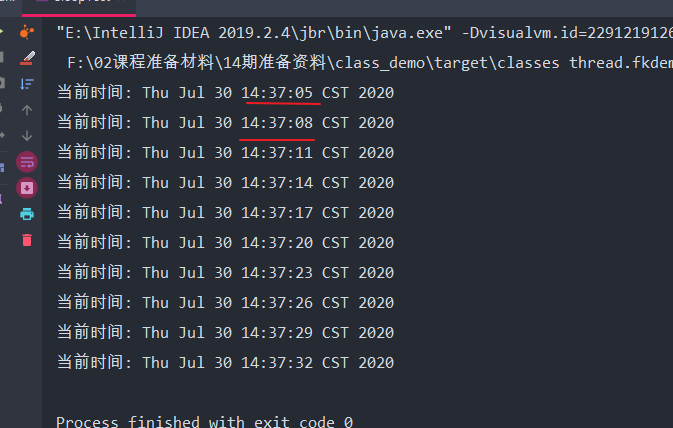 "E:\IntelliJ IDEA 2019.2.4\jbr\bin\java.exe" -Dvisualvm.id=2291219126
F:\02课程准备材料\14期准备资料\class_demo\target\classes thread.fkdem
当前时间: Thu Jul 30 14:37:05 CST 2020
当前时间: Thu Jul 30 14:37:08 CST 2020
当前时间: Thu Jul 30 14:37:11 CST 2020
当前时间: Thu Jul 30 14:37:14 CST 2020
当前时间: Thu Jul 30 14:37:17 CST 2020
当前时间: Thu Jul 30 14:37:20 CST 2020
当前时间: Thu Jul 30 14:37:23 CST 2020
当前时间: Thu Jul 30 14:37:26 CST 2020
当前时间: Thu Jul 30 14:37:29 CST 2020
当前时间: Thu Jul 30 14:37:32 CST 2020
Process finished with exit code 0